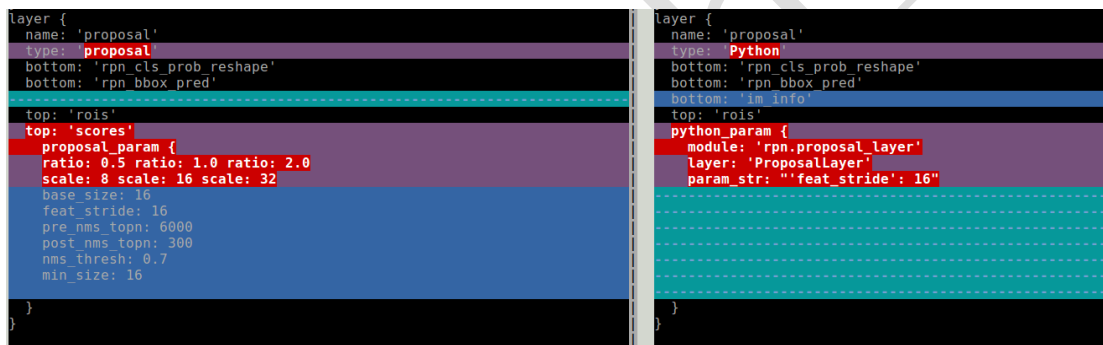 layer {
  name: 'proposal'
  type: 'proposal'
  bottom: 'rpn_cls_prob_reshape'
  bottom: 'rpn_bbox_pred'
  top: 'rois'
  top: 'scores'
    proposal_param {
    ratio: 0.5 ratio: 1.0 ratio: 2.0
    scale: 8 scale: 16 scale: 32
    base_size: 16
    feat_stride: 16
    pre_nms_topn: 6000
    post_nms_topn: 300
    nms_thresh: 0.7
    min_size: 16
  }
}
layer {
  name: 'proposal'
  type: 'Python'
  bottom: 'rpn_cls_prob_reshape'
  bottom: 'rpn_bbox_pred'
  bottom: 'im_info'
  top: 'rois'
  python_param {
    module: 'rpn.proposal_layer'
    layer: 'ProposalLayer'
    param_str: "'feat_stride': 16"
  }
}